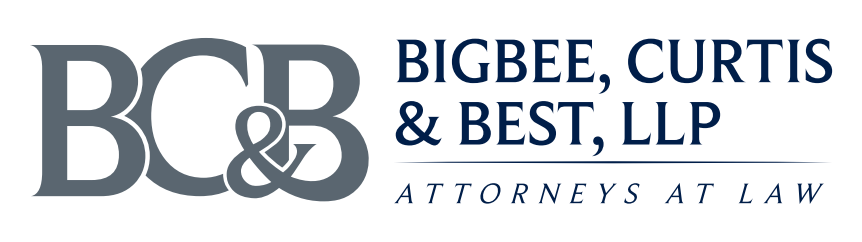 BC&B
BIGBEE, CURTIS
& BEST, LLP
ATTORNEYS AT LAW